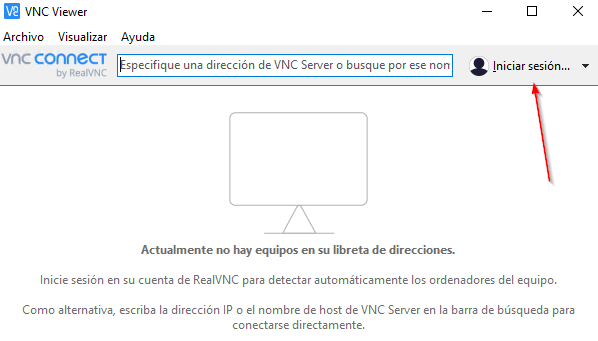 VNC Viewer
Archivo Visualizar Ayuda
vnc connect
by RealVNC
Especifique una dirección de VNC Server o busque por ese nom
Iniciar sesión...
Actualmente no hay equipos en su libreta de direcciones.
Inicie sesión en su cuenta de RealVNC para detectar automáticamente los ordenadores del equipo.
Como alternativa, escriba la dirección IP o el nombre de host de VNC Server en la barra de búsqueda para
conectarse directamente.